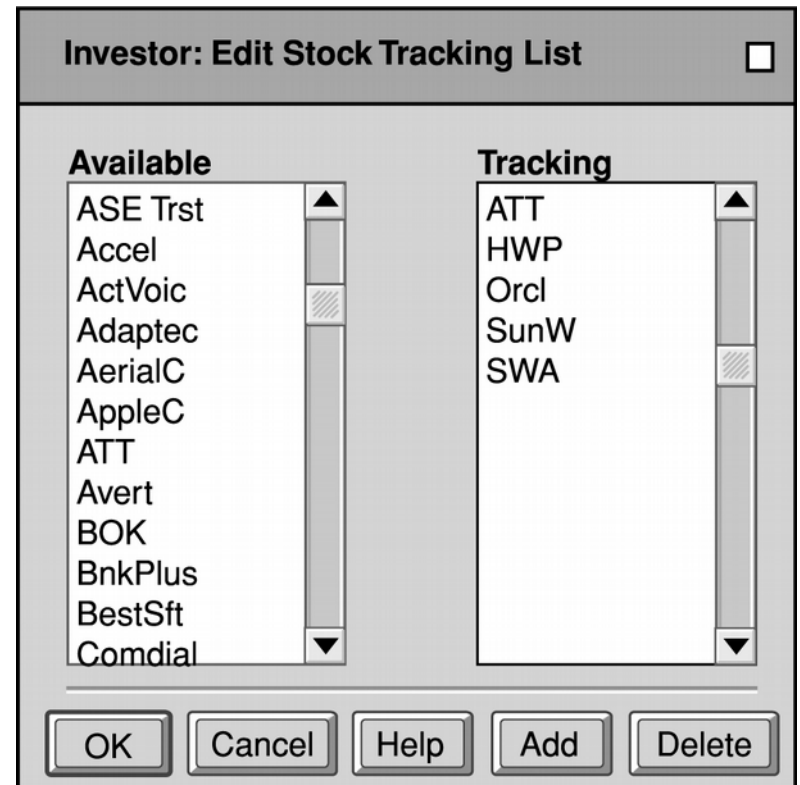 Investor: Edit Stock Tracking List
Available
ASE Trst
Accel
ActVoic
Adaptec
AerialC
AppleC
ATT
Avert
BOK
BnkPlus
BestSft
Comdial
Tracking
ATT
HWP
Orcl
SunW
SWA
OK Cancel Help Add Delete